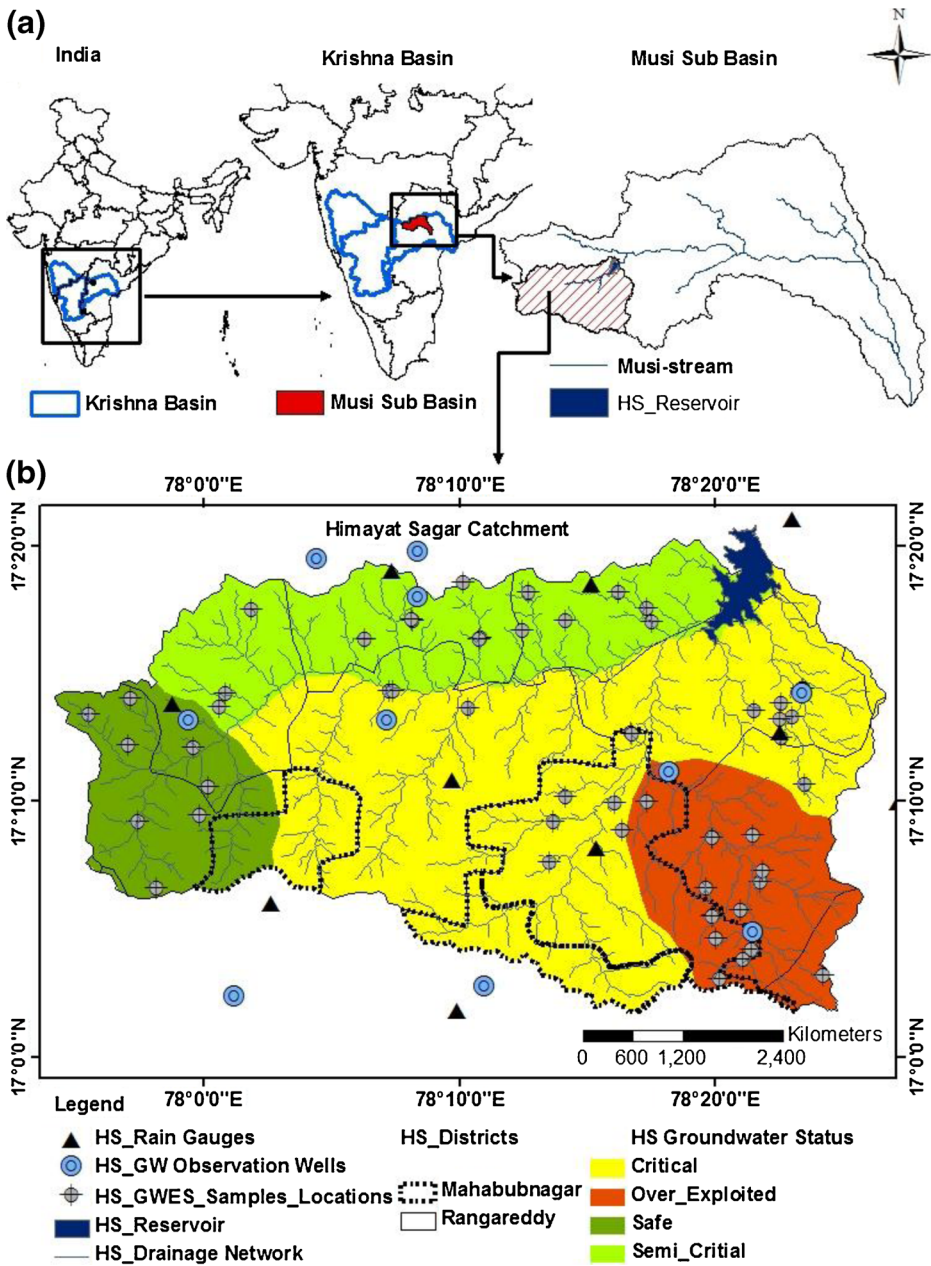 (a)
N
India
Krishna Basin
Musi Sub Basin
Musi-stream
Krishna Basin
Musi Sub Basin
HS_Reservoir
(b)
78°0'0"E
78°10'0"E
78°20'0"E
Himayat Sagar Catchment
17°20'0"N
17°20'0"N
17°10'0"N
17°10'0"N
17°0'0"N
17°0'0"N
Kilometers
0 600 1,200 2,400
78°0'0"E
78°10'0"E
78°20'0"E
Legend
HS_Rain Gauges
HS_GW Observation Wells
HS_GWES_Samples_Locations
HS_Reservoir
HS_Drainage Network
HS_Districts
Mahabubnagar
Rangareddy
HS Groundwater Status
Critical
Over_Exploited
Safe
Semi_Critial